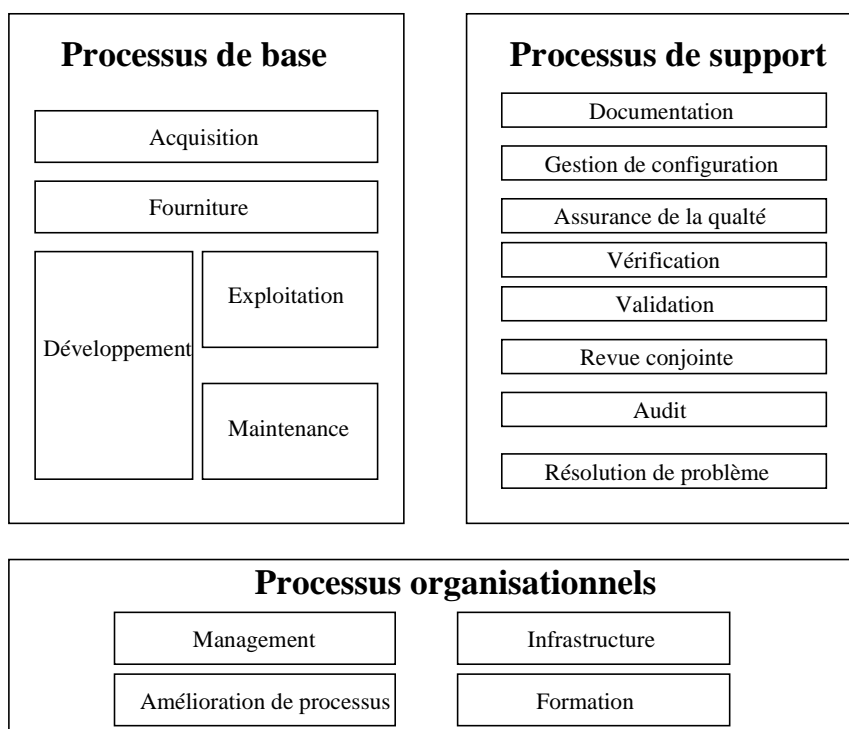 Processus de base
Acquisition
Fourniture
Développement
Exploitation
Maintenance
Processus de support
Documentation
Gestion de configuration
Assurance de la qualté
Vérification
Validation
Revue conjointe
Audit
Résolution de problème
Processus organisationnels
Management
Infrastructure
Amélioration de processus
Formation